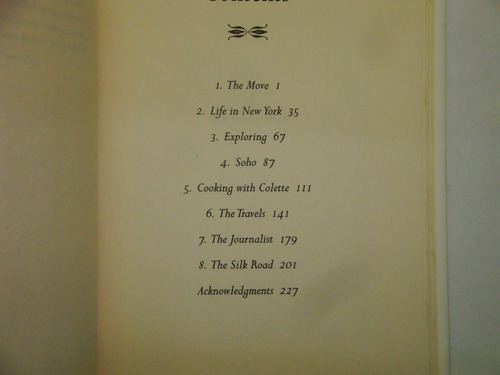 Contents
1. The Move 1
2. Life in New York 35
3. Exploring 67
4. Soho 87
5. Cooking with Colette 111
6. The Travels 141
7. The Journalist 179
8. The Silk Road 201
Acknowledgments 227